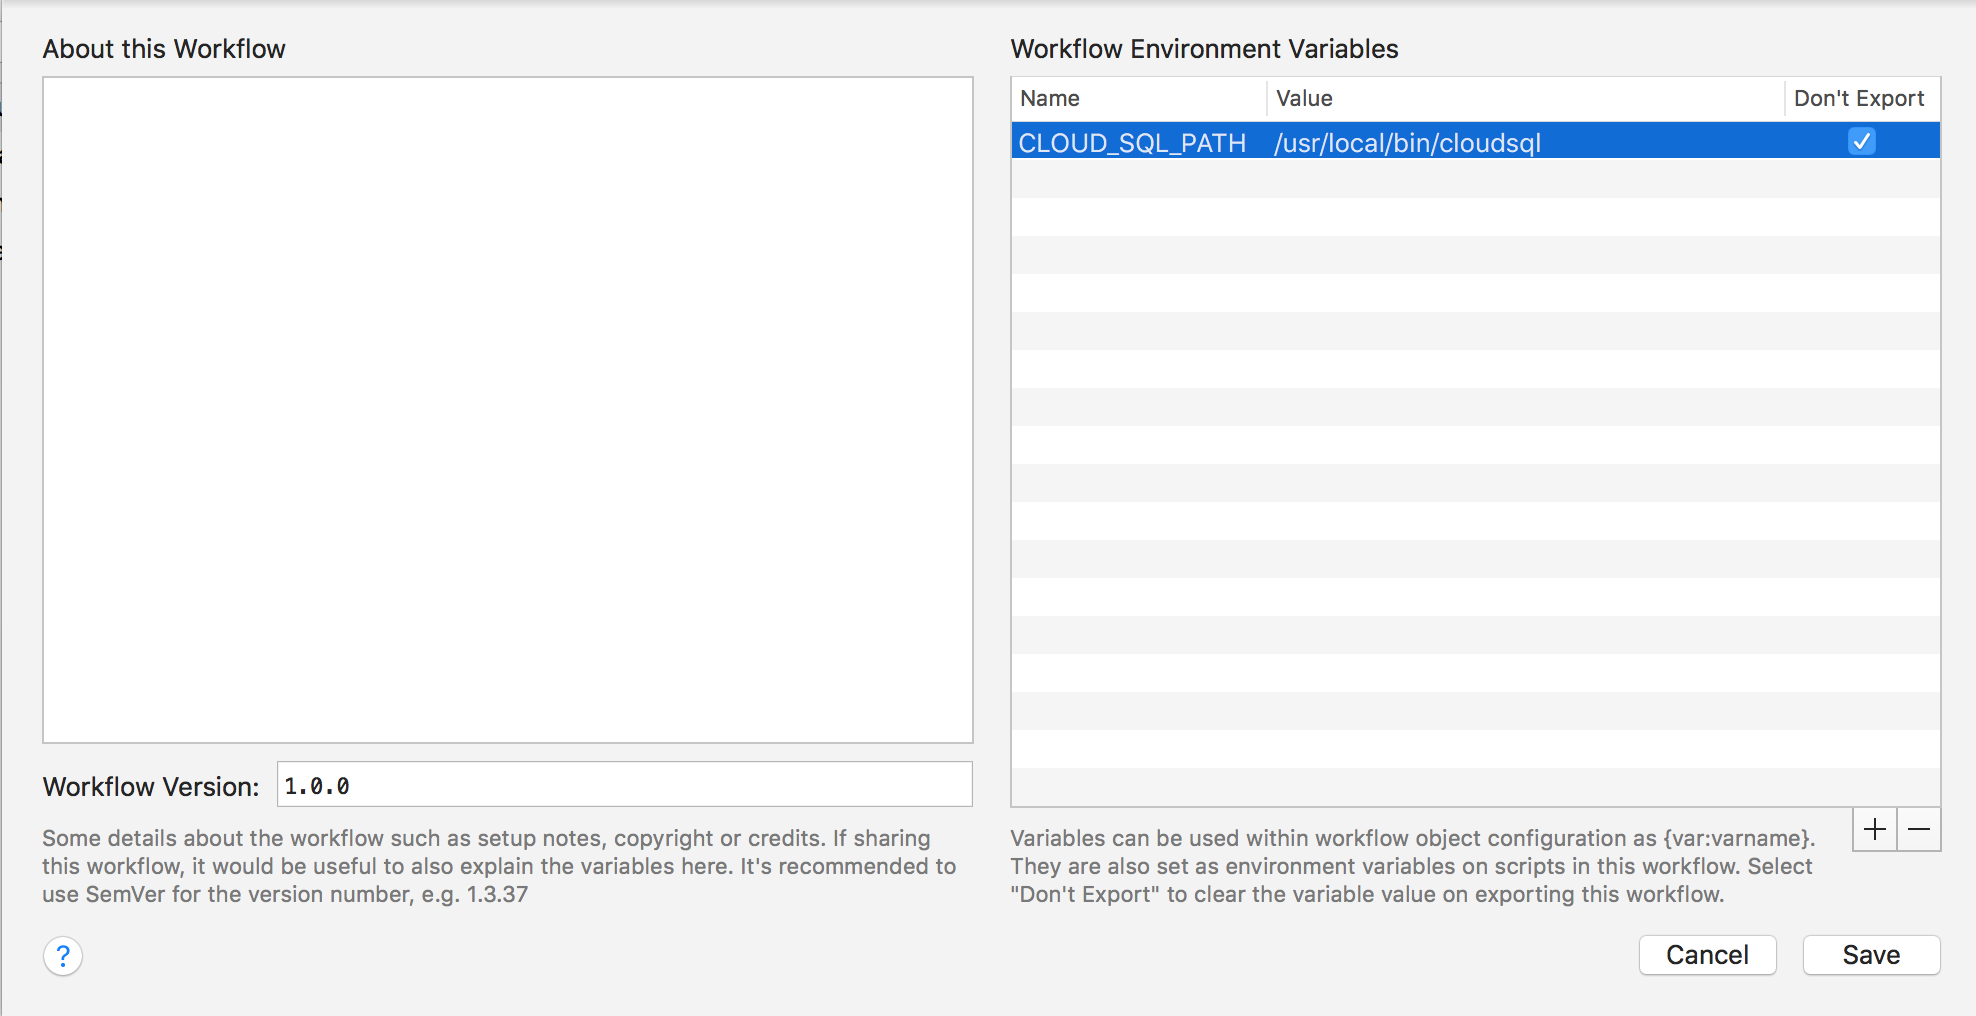 About this Workflow
Workflow Version:
1.0.0
Some details about the workflow such as setup notes, copyright or credits. If sharing
this workflow, it would be useful to also explain the variables here. It's recommended to
use SemVer for the version number, e.g. 1.3.37
?
Workflow Environment Variables
Name Value Don't Export
CLOUD_SQL_PATH /usr/local/bin/cloudsql
Variables can be used within workflow object configuration as {var:varname}.
They are also set as environment variables on scripts in this workflow. Select
"Don't Export" to clear the variable value on exporting this workflow.
Cancel Save